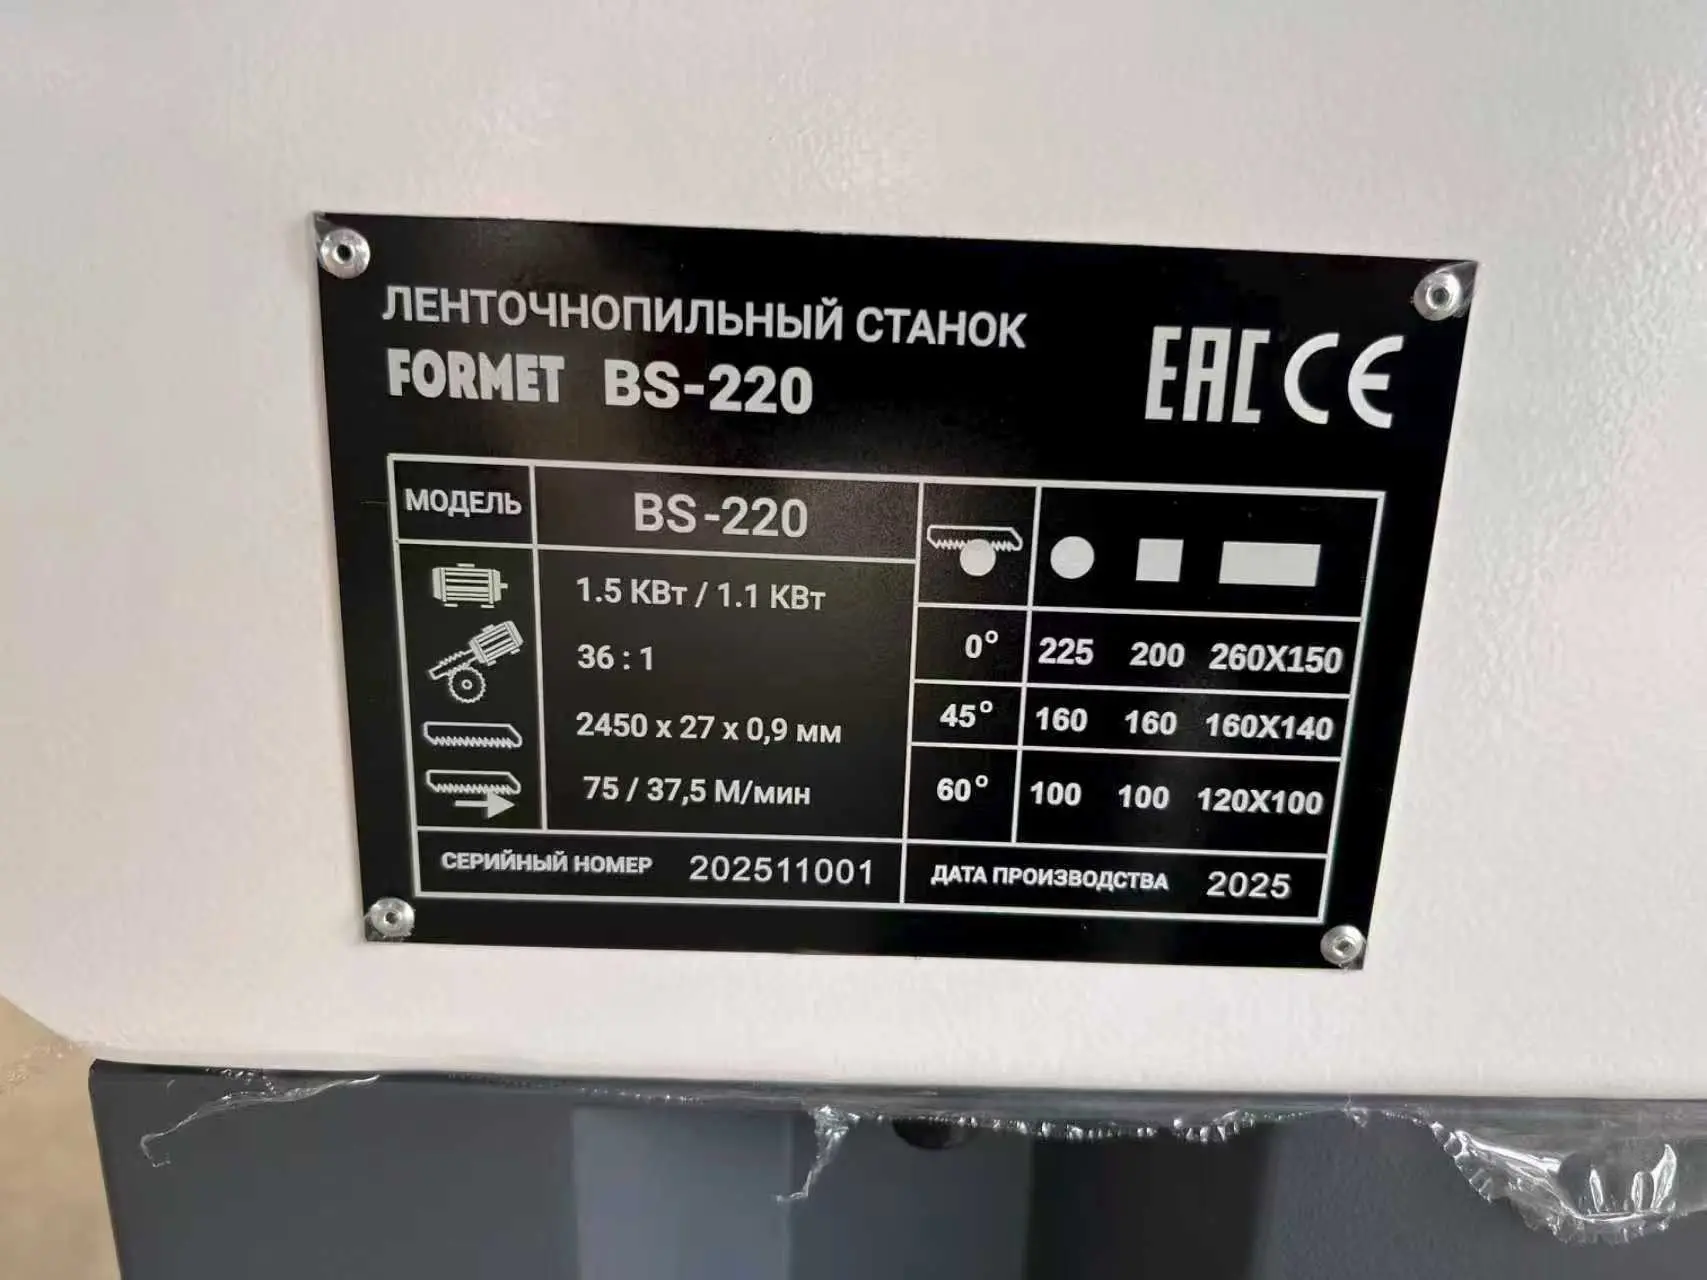 ЛЕНТОЧНОПИЛЬНЫЙ СТАНОК
FORMET BS-220
EAC CE
МОДЕЛЬ BS-220
1.5 КВт / 1.1 КВт
36 : 1
2450 x 27 x 0,9 мм
75 / 37,5 М/мин
0° 225 200 260X150
45° 160 160 160X140
60° 100 100 120X100
СЕРИЙНЫЙ НОМЕР 202511001
ДАТА ПРОИЗВОДСТВА 2025